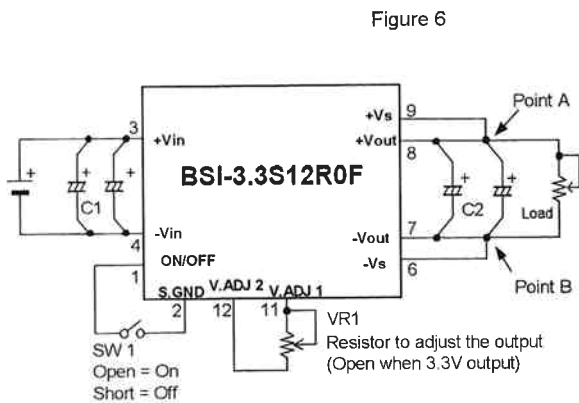 Figure 6
9
Point A
3
+Vs
+Vin
+Vout
8
+
+
+
BSI-3.3S12R0F
+
+
C1
C2
Load
-Vin
-Vout
7
4
ON/OFF
-Vs
6
1
Point B
S.GND
V.ADJ 2
V.ADJ 1
2
12
11
VR1
SW 1
Resistor to adjust the output
Open = On
(Open when 3.3V output)
Short = Off